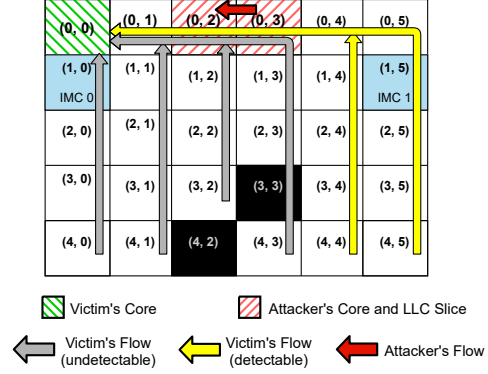 (0, 0) (0, 1) (0, 2) (0, 3) (0, 4) (0, 5)
(1, 0) (1, 1) (1, 2) (1, 3) (1, 4) (1, 5)
IMC 0 IMC 1
(2, 0) (2, 1) (2, 2) (2, 3) (2, 4) (2, 5)
(3, 0) (3, 1) (3, 2) (3, 3) (3, 4) (3, 5)
(4, 0) (4, 1) (4, 2) (4, 3) (4, 4) (4, 5)
Victim's Core Attacker's Core and LLC Slice
Victim's Flow Victim's Flow Attacker's Flow
(undetectable) (detectable)